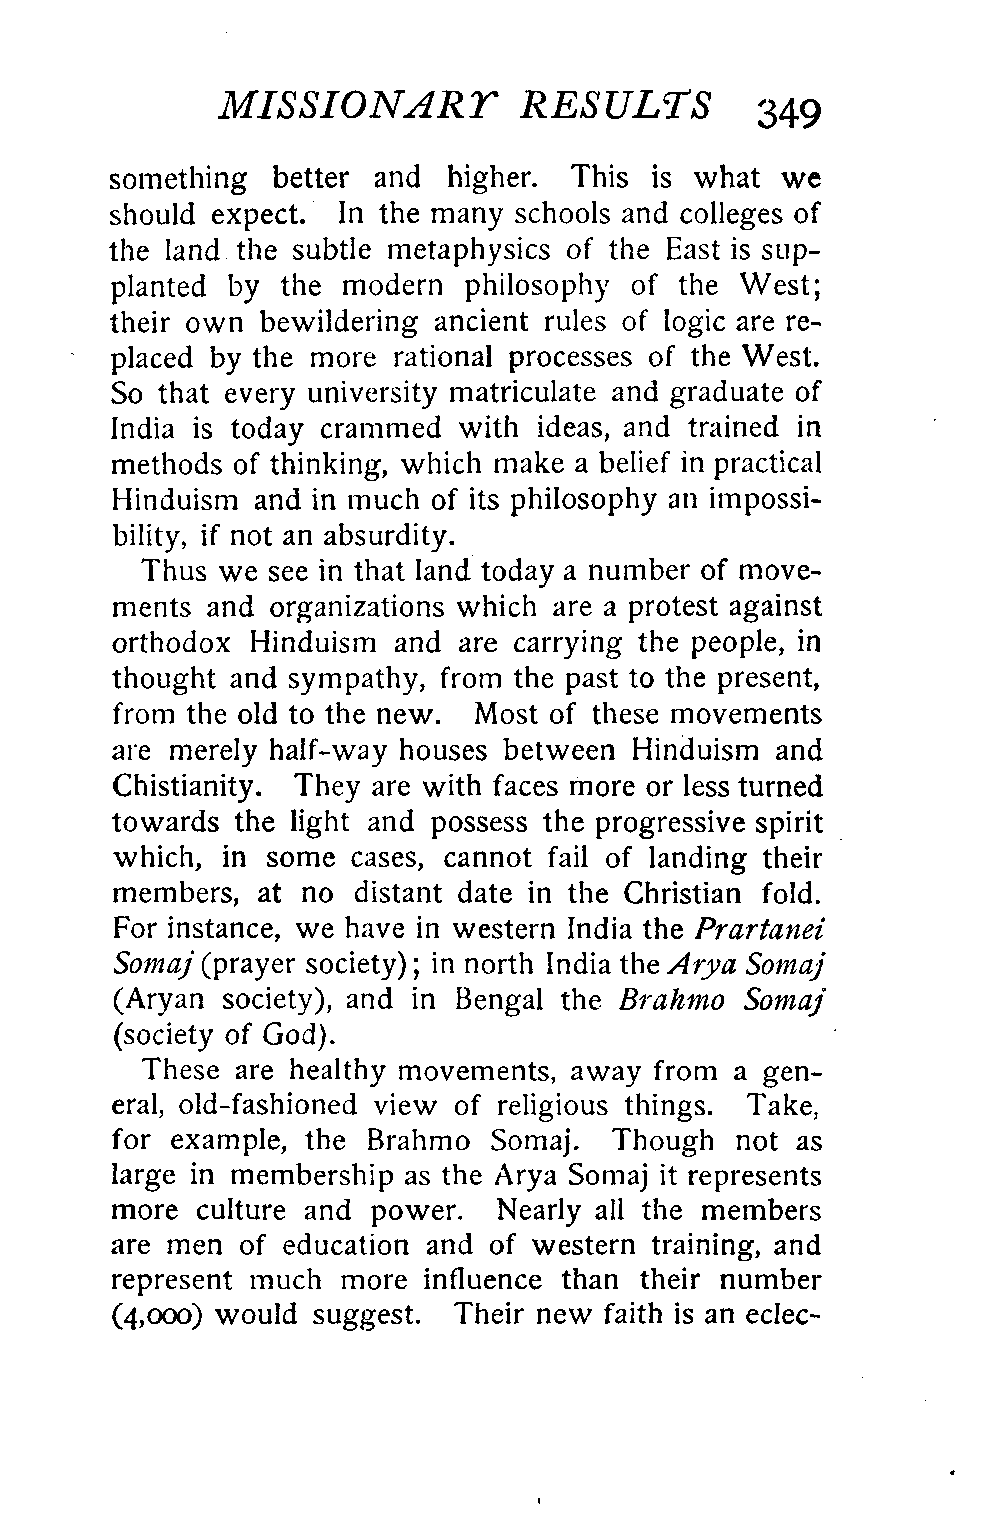 MISSIONARY RESULTS 349
something better and higher. This is what we
should expect. In the many schools and colleges of
the land the subtle metaphysics of the East is sup-
planted by the modern philosophy of the West;
their own bewildering ancient rules of logic are re-
placed by the more rational processes of the West.
So that every university matriculate and graduate of
India is today crammed with ideas, and trained in
methods of thinking, which make a belief in practical
Hinduism and in much of its philosophy an impossi-
bility, if not an absurdity.
Thus we see in that land today a number of move-
ments and organizations which are a protest against
orthodox Hinduism and are carrying the people, in
thought and sympathy, from the past to the present,
from the old to the new. Most of these movements
are merely half-way houses between Hinduism and
Chistianity. They are with faces more or less turned
towards the light and possess the progressive spirit
which, in some cases, cannot fail of landing their
members, at no distant date in the Christian fold.
For instance, we have in western India the Prartanei
Somaj (prayer society); in north India the Arya Somaj
(Aryan society), and in Bengal the Brahmo Somaj
(society of God).
These are healthy movements, away from a gen-
eral, old-fashioned view of religious things. Take,
for example, the Brahmo Somaj. Though not as
large in membership as the Arya Somaj it represents
more culture and power. Nearly all the members
are men of education and of western training, and
represent much more influence than their number
(4,000) would suggest. Their new faith is an eclec-